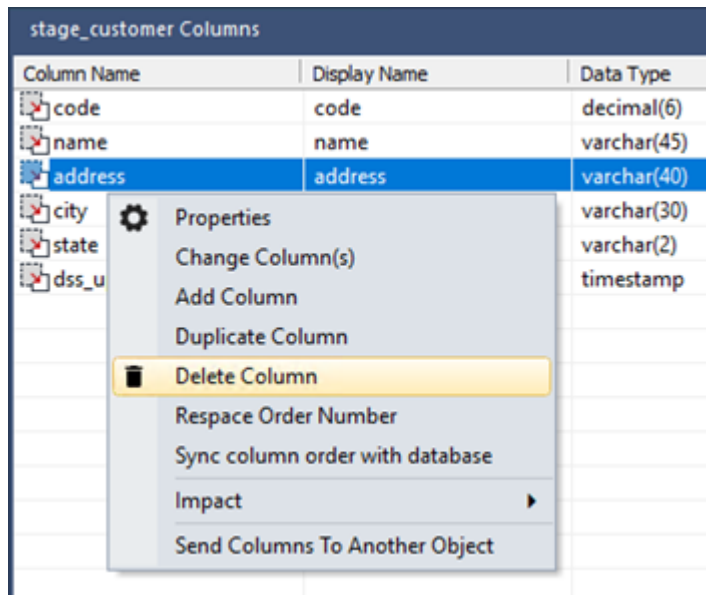 stage_customer Columns
Column Name Display Name Data Type
code code decimal(6)
name name varchar(45)
address address varchar(40)
city varchar(30)
state varchar(2)
dss_u timestamp
Properties
Change Column(s)
Add Column
Duplicate Column
Delete Column
Respace Order Number
Sync column order with database
Impact
Send Columns To Another Object